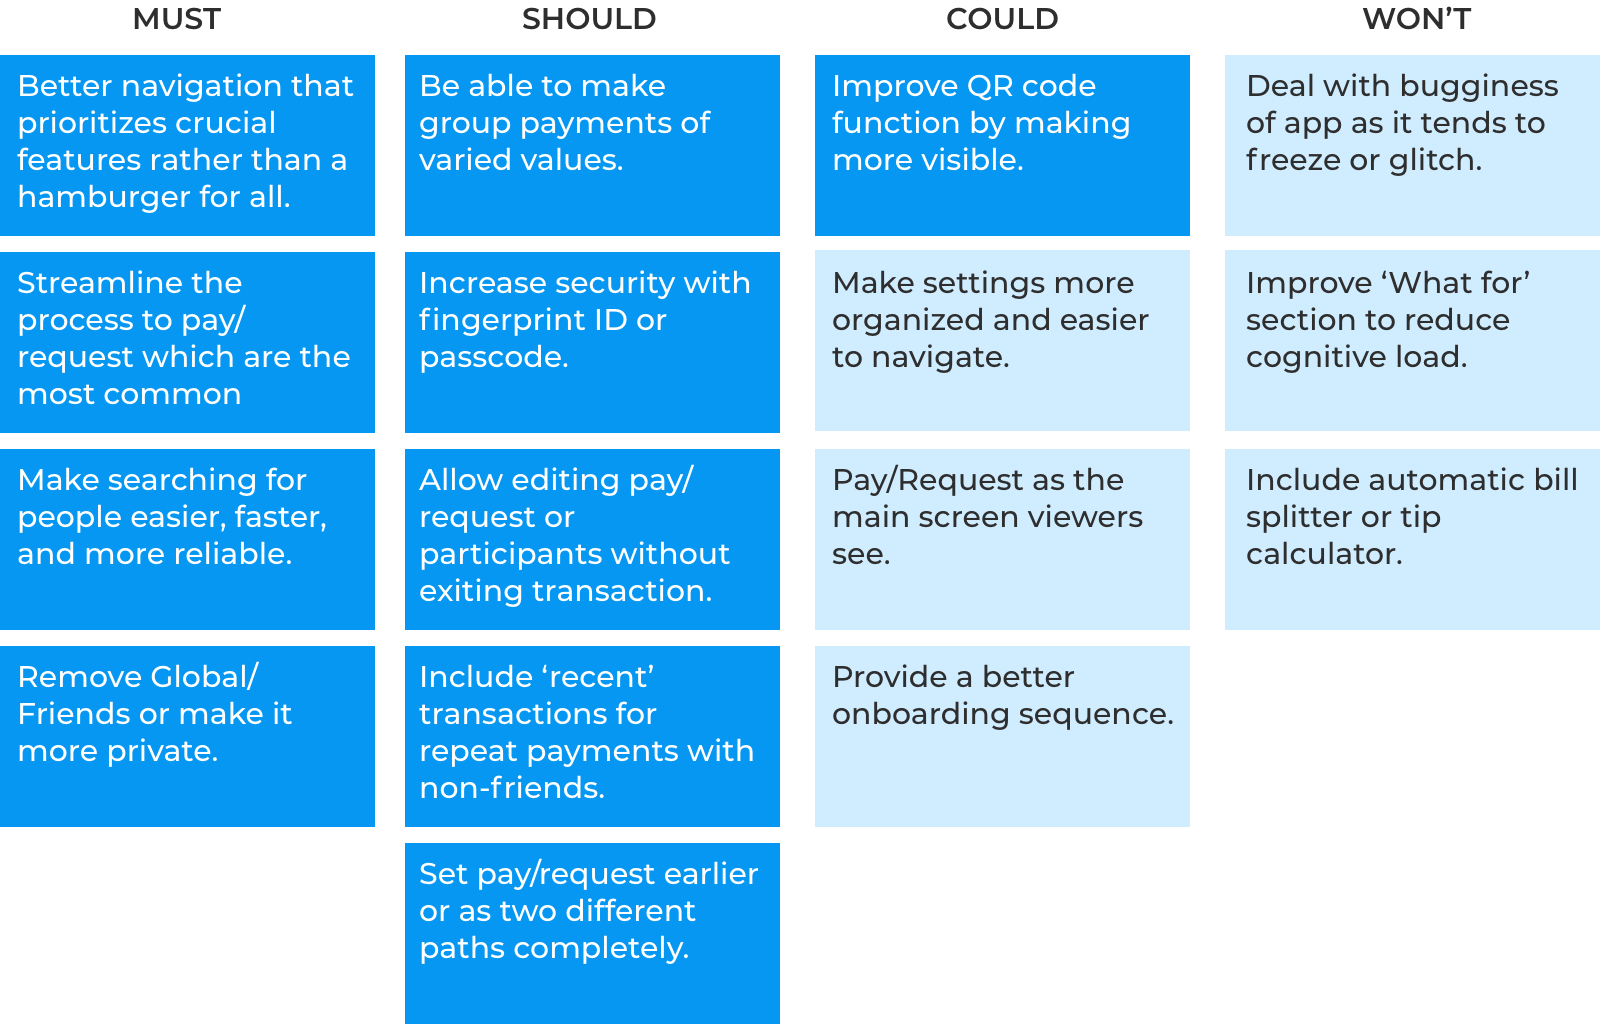 MUST
Better navigation that
prioritizes crucial
features rather than a
hamburger for all.
Streamline the
process to pay/
request which are the
most common
Make searching for
people easier, faster,
and more reliable.
Remove Global/
Friends or make it
more private.
SHOULD
Be able to make
group payments of
varied values.
Increase security with
fingerprint ID or
passcode.
Allow editing pay/
request or
participants without
exiting transaction.
Include ‘recent’
transactions for
repeat payments with
non-friends.
Set pay/request earlier
or as two different
paths completely.
COULD
Improve QR code
function by making
more visible.
Make settings more
organized and easier
to navigate.
Pay/Request as the
main screen viewers
see.
Provide a better
onboarding sequence.
WON’T
Deal with bugginess
of app as it tends to
freeze or glitch.
Improve ‘What for’
section to reduce
cognitive load.
Include automatic bill
splitter or tip
calculator.